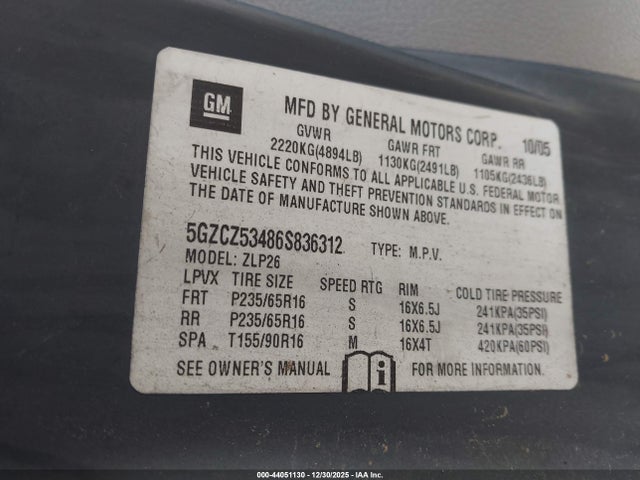 GM
MFD BY GENERAL MOTORS CORP. 10/05
GVWR GAWR FRT GAWR RR
2220KG(4894LB) 1130KG(2491LB) 1105KG(2436LB)
THIS VEHICLE CONFORMS TO ALL APPLICABLE U.S. FEDERAL MOTOR
VEHICLE SAFETY AND THEFT PREVENTION STANDARDS IN EFFECT ON
THE DATE OF MANUFACTURE SHOWN ABOVE.
5GZCZ53486S836312 TYPE: M.P.V.
MODEL: ZLP26
LPVX TIRE SIZE SPEED RTG RIM COLD TIRE PRESSURE
FRT P235/65R16 S 16X6.5J 241KPA(35PSI)
RR P235/65R16 S 16X6.5J 241KPA(35PSI)
SPA T155/90R16 M 16X4T 420KPA(60PSI)
SEE OWNER'S MANUAL i FOR MORE INFORMATION.
000-44051130 - 12/30/2025 - IAA Inc.